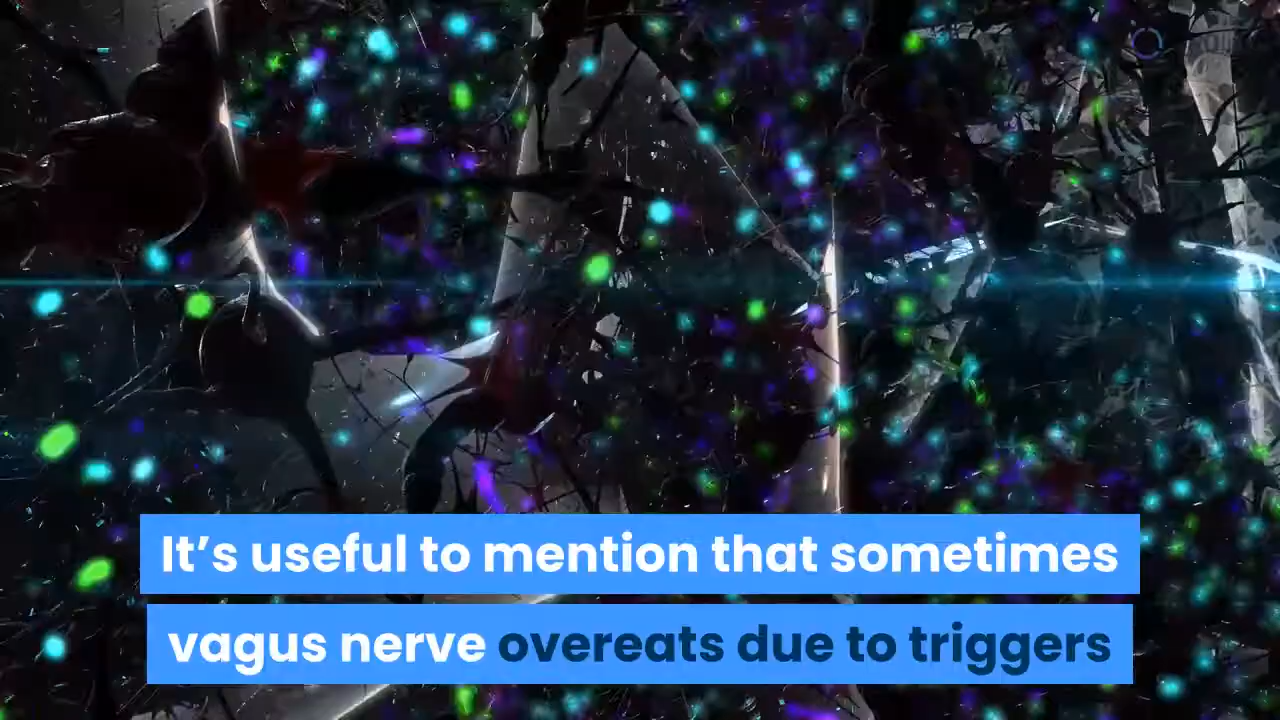 It’s useful to mention that sometimes
vagus nerve overeats due to triggers